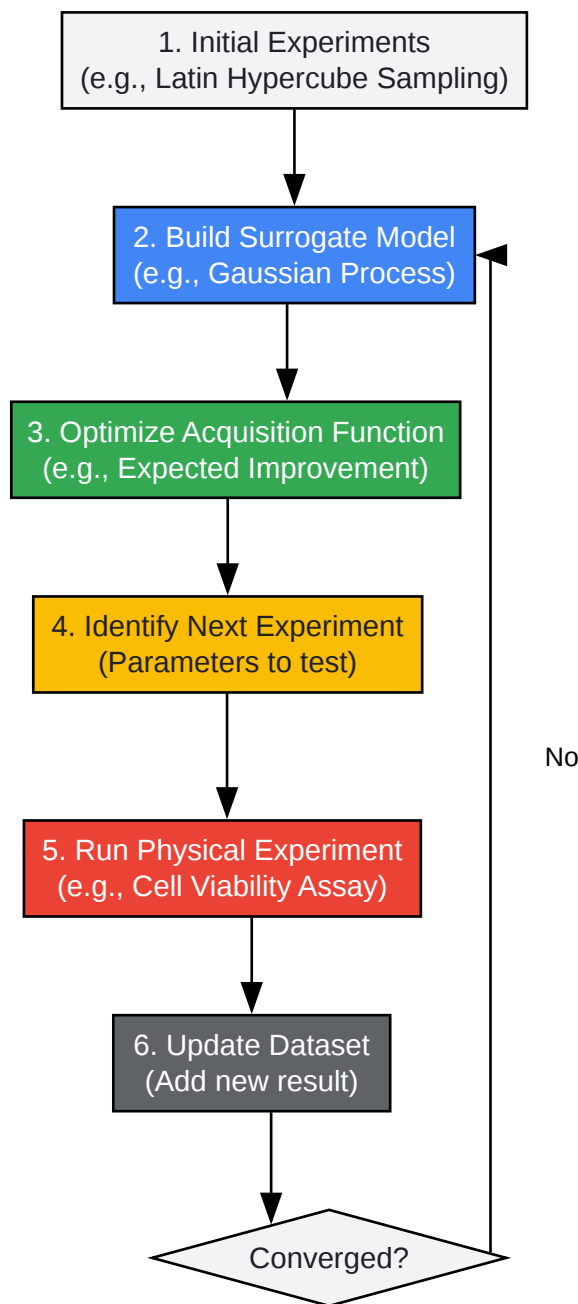 1. Initial Experiments
(e.g., Latin Hypercube Sampling)
2. Build Surrogate Model
(e.g., Gaussian Process)
3. Optimize Acquisition Function
(e.g., Expected Improvement)
4. Identify Next Experiment
(Parameters to test)
No
5. Run Physical Experiment
(e.g., Cell Viability Assay)
6. Update Dataset
(Add new result)
Converged?